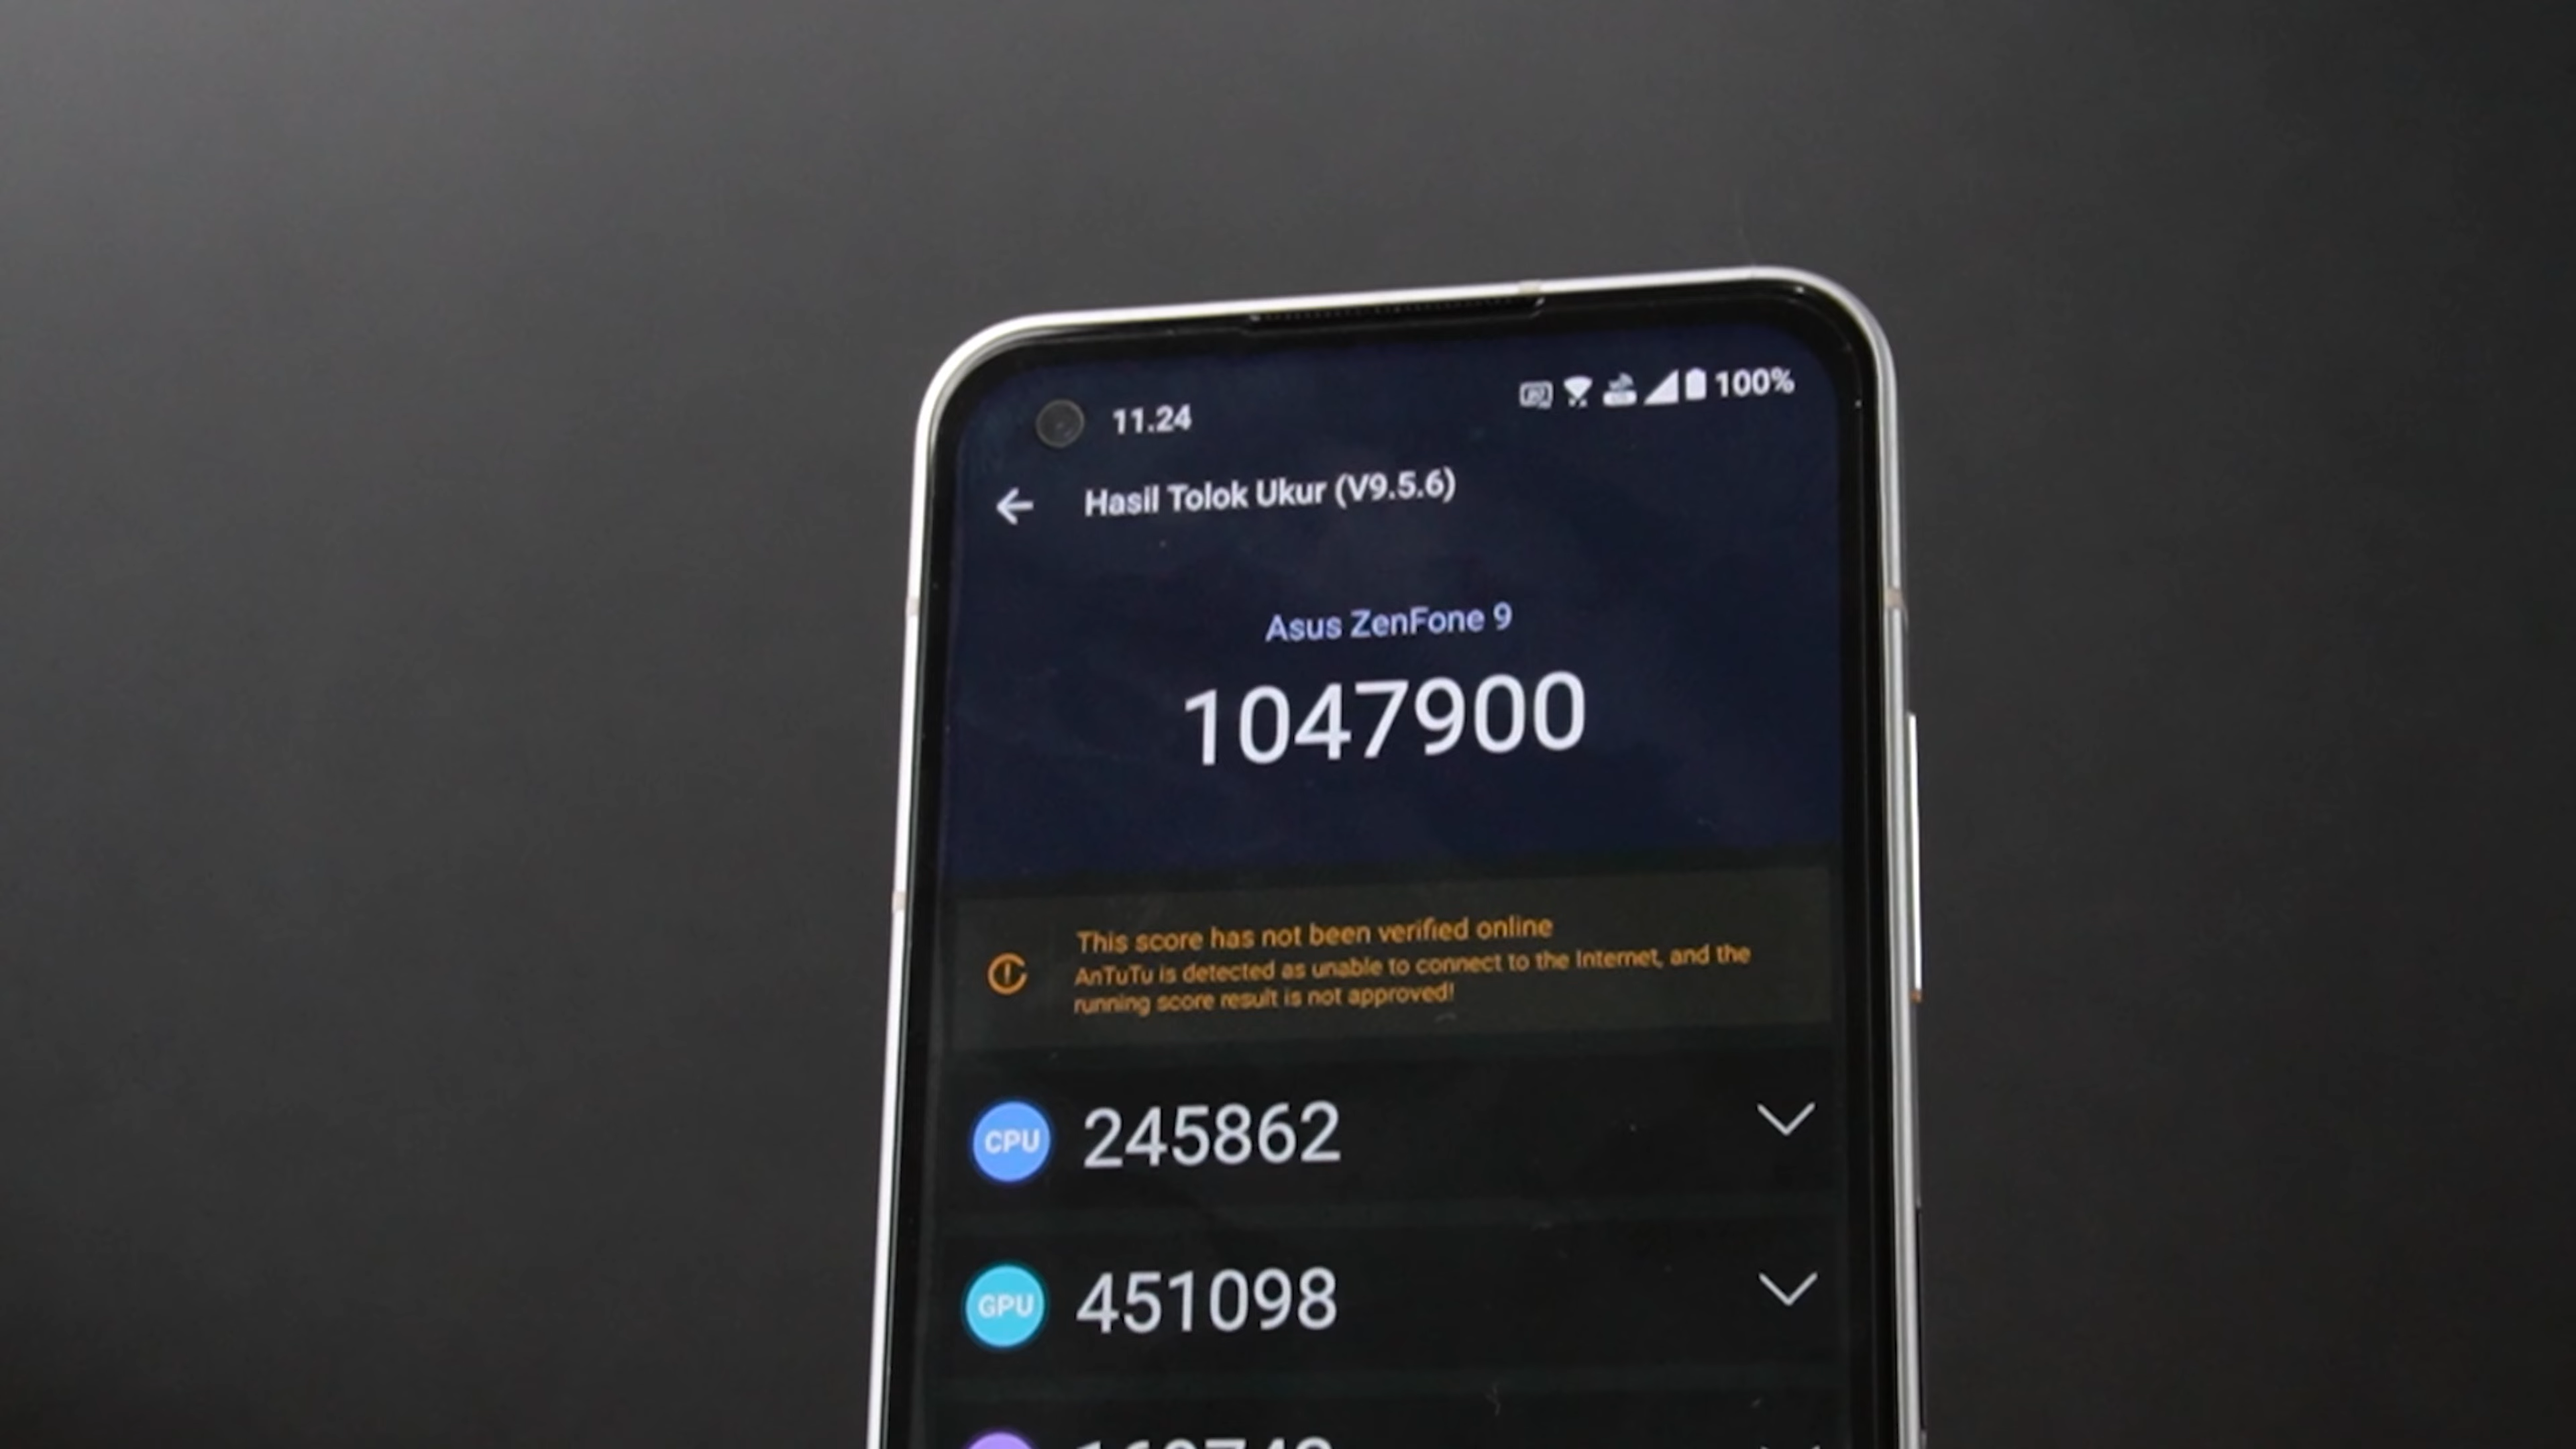 11.24
100%
Hasil Tolok Ukur (V9.5.6)
Asus ZenFone 9
1047900
This score has not been verified online
AnTuTu is detected as unable to connect to the Internet, and the
running score result is not approved!
CPU 245862
GPU 451098